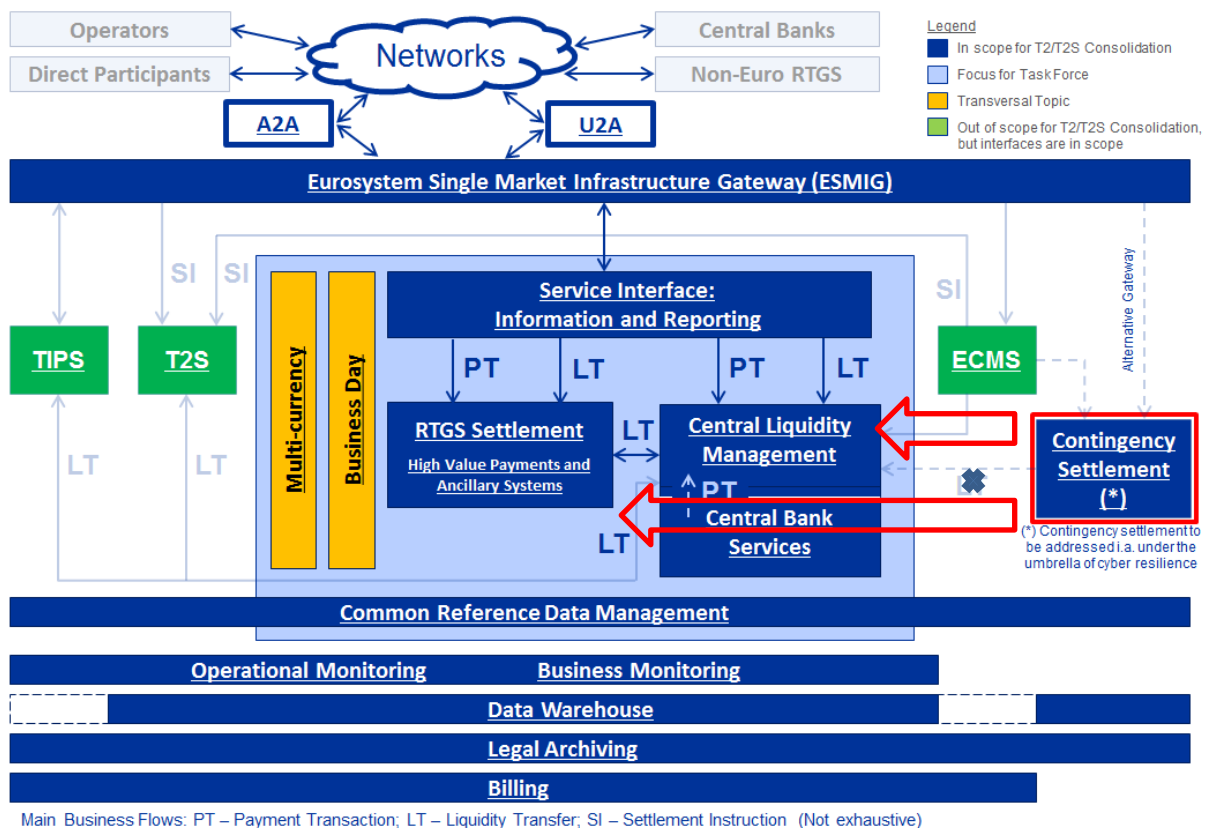 Operators
Direct Participants
Networks
Central Banks
Non-Euro RTGS
Legend
In scope for T2/T2S Consolidation
Focus for Task Force
Transversal Topic
Out of scope for T2/T2S Consolidation,
but interfaces are in scope
A2A
U2A
Eurosystem Single Market Infrastructure Gateway (ESMIG)
SI
SI
SI
Alternative Gateway
Service Interface:
Information and Reporting
Multi-currency
Business Day
TIPS
T2S
ECMS
PT
LT
PT
LT
RTGS Settlement
High Value Payments and
Ancillary Systems
LT
Central Liquidity
Management
PT
Central Bank
Services
LT
LT
LT
Contingency
Settlement
(*)
(*) Contingency settlement to
be addressed i.a. under the
umbrella of cyber resilience
Common Reference Data Management
Operational Monitoring
Business Monitoring
Data Warehouse
Legal Archiving
Billing
Main Business Flows: PT – Payment Transaction; LT – Liquidity Transfer; SI – Settlement Instruction (Not exhaustive)